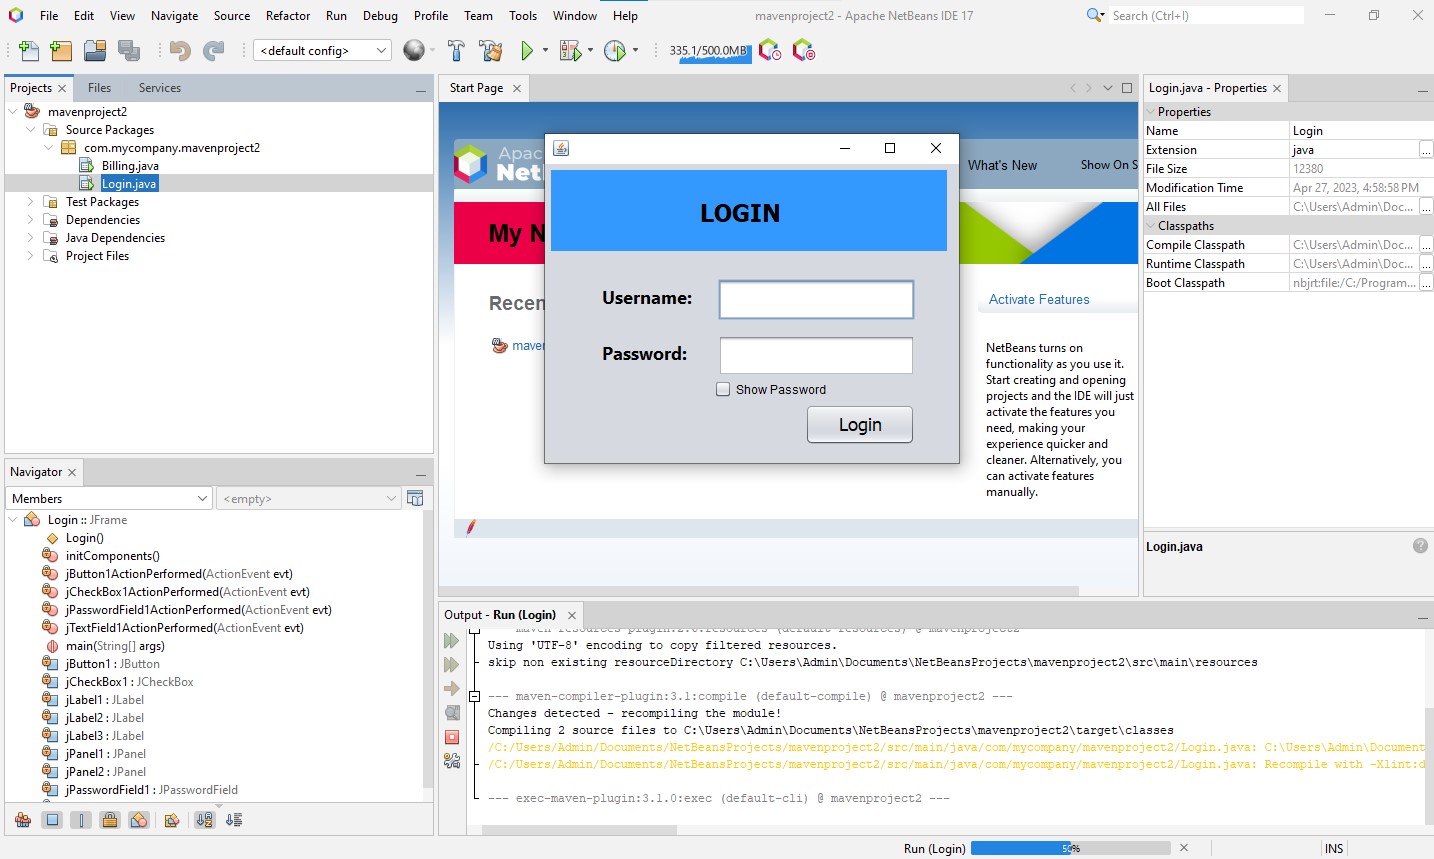 File Edit View Navigate Source Refactor Run Debug Profile Team Tools Window Help
mavenproject2 - Apache NetBeans IDE 17
Search (Ctrl+I)
<default config>
335.1/500.0MB
Projects Files Services
mavenproject2
Source Packages
com.mycompany.mavenproject2
Billing.java
Login.java
Test Packages
Dependencies
Java Dependencies
Project Files
Navigator
Members
<empty>
Login :: JFrame
Login()
initComponents()
jButton1ActionPerformed(ActionEvent evt)
jCheckBox1ActionPerformed(ActionEvent evt)
jPasswordField1ActionPerformed(ActionEvent evt)
jTextField1ActionPerformed(ActionEvent evt)
main(String[] args)
jButton1 : JButton
jCheckBox1 : JCheckBox
jLabel1 : JLabel
jLabel2 : JLabel
jLabel3 : JLabel
jPanel1 : JPanel
jPanel2 : JPanel
jPasswordField1 : JPasswordField
Start Page
Apac
Net
What's New
Show On S
My N
Recen
maver
LOGIN
Username:
Password:
Show Password
Login
Activate Features
NetBeans turns on
functionality as you use it.
Start creating and opening
projects and the IDE will just
activate the features you
need, making your
experience quicker and
cleaner. Alternatively, you
can activate features
manually.
Login.java - Properties
Properties
Name Login
Extension java ...
File Size 12380
Modification Time Apr 27, 2023, 4:58:58 PM
All Files C:\Users\Admin\Doc... ...
Classpaths
Compile Classpath C:\Users\Admin\Doc... ...
Runtime Classpath C:\Users\Admin\Doc... ...
Boot Classpath nbjrt:file:/C:/Program... ...
Login.java
Output - Run (Login)
--- maven-resources-plugin:2.6:resources (default-resources) @ mavenproject2 ---
Using 'UTF-8' encoding to copy filtered resources.
skip non existing resourceDirectory C:\Users\Admin\Documents\NetBeansProjects\mavenproject2\src\main\resources
--- maven-compiler-plugin:3.1:compile (default-compile) @ mavenproject2 ---
Changes detected - recompiling the module!
Compiling 2 source files to C:\Users\Admin\Documents\NetBeansProjects\mavenproject2\target\classes
/C:/Users/Admin/Documents/NetBeansProjects/mavenproject2/src/main/java/com/mycompany/mavenproject2/Login.java: C:\Users\Admin\Document
/C:/Users/Admin/Documents/NetBeansProjects/mavenproject2/src/main/java/com/mycompany/mavenproject2/Login.java: Recompile with -Xlint:d
--- exec-maven-plugin:3.1.0:exec (default-cli) @ mavenproject2 ---
Run (Login) 50%
INS